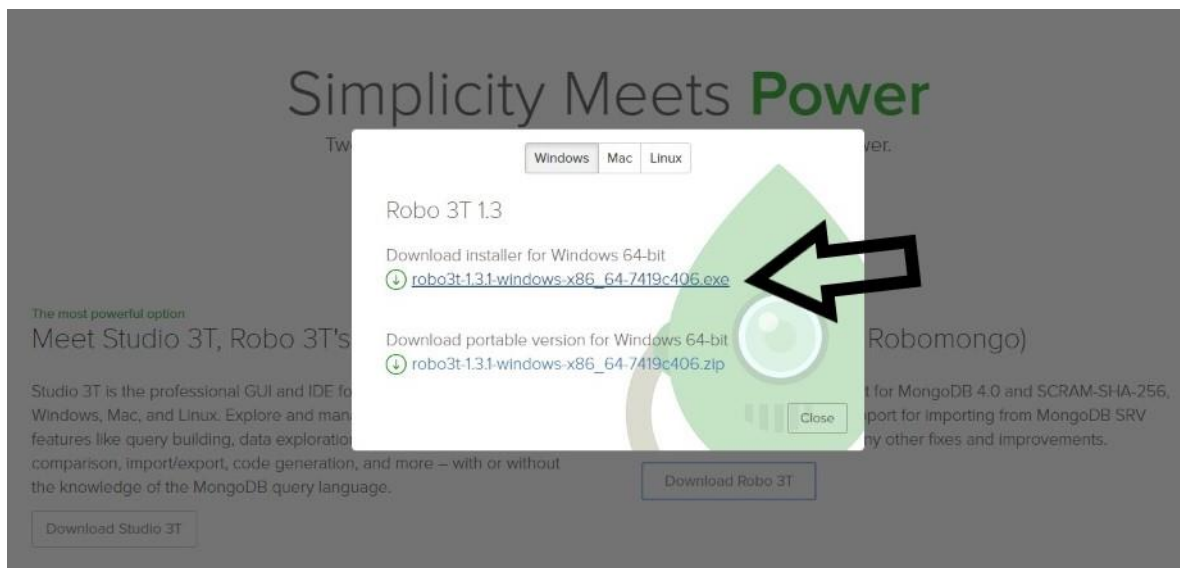 Simplicity Meets Power
Tw
wer.
Windows Mac Linux
Robo 3T 1.3
Download installer for Windows 64-bit
robo3t-1.3.1-windows-x86_64-7419c406.exe
Download portable version for Windows 64-bit
robo3t-1.3.1-windows-x86_64-7419c406.zip
Close
The most powerful option
Meet Studio 3T, Robo 3T's
Studio 3T is the professional GUI and IDE fo
Windows, Mac, and Linux. Explore and man
features like query building, data exploration
comparison, import/export, code generation, and more – with or without
the knowledge of the MongoDB query language.
Download Studio 3T
Robomongo)
t for MongoDB 4.0 and SCRAM-SHA-256,
port for importing from MongoDB SRV
ny other fixes and improvements.
Download Robo 3T